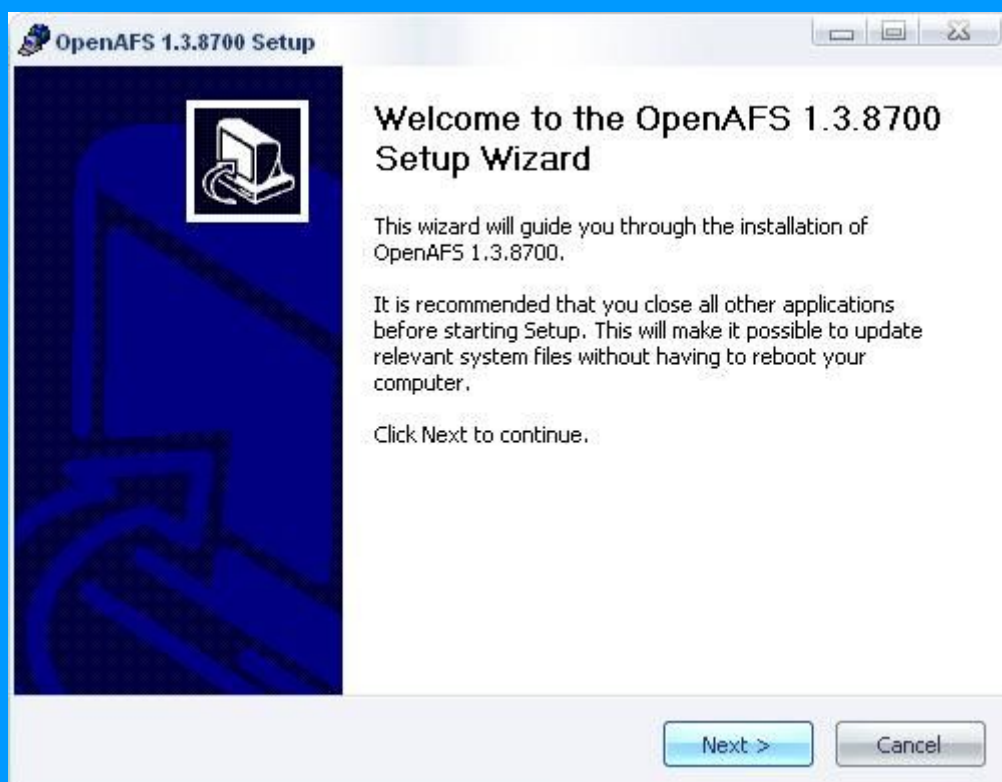 OpenAFS 1.3.8700 Setup
Welcome to the OpenAFS 1.3.8700
Setup Wizard
This wizard will guide you through the installation of
OpenAFS 1.3.8700.
It is recommended that you close all other applications
before starting Setup. This will make it possible to update
relevant system files without having to reboot your
computer.
Click Next to continue.
Next >
Cancel